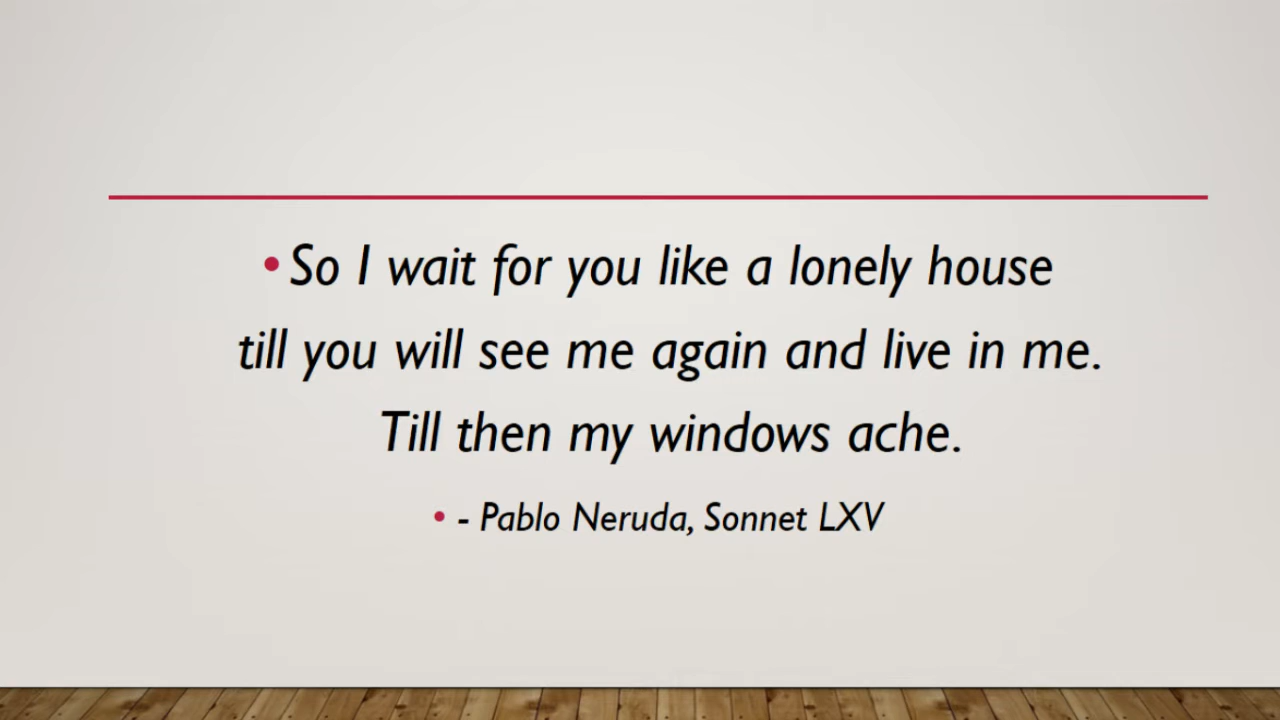 • So I wait for you like a lonely house
till you will see me again and live in me.
Till then my windows ache.
• - Pablo Neruda, Sonnet LXV